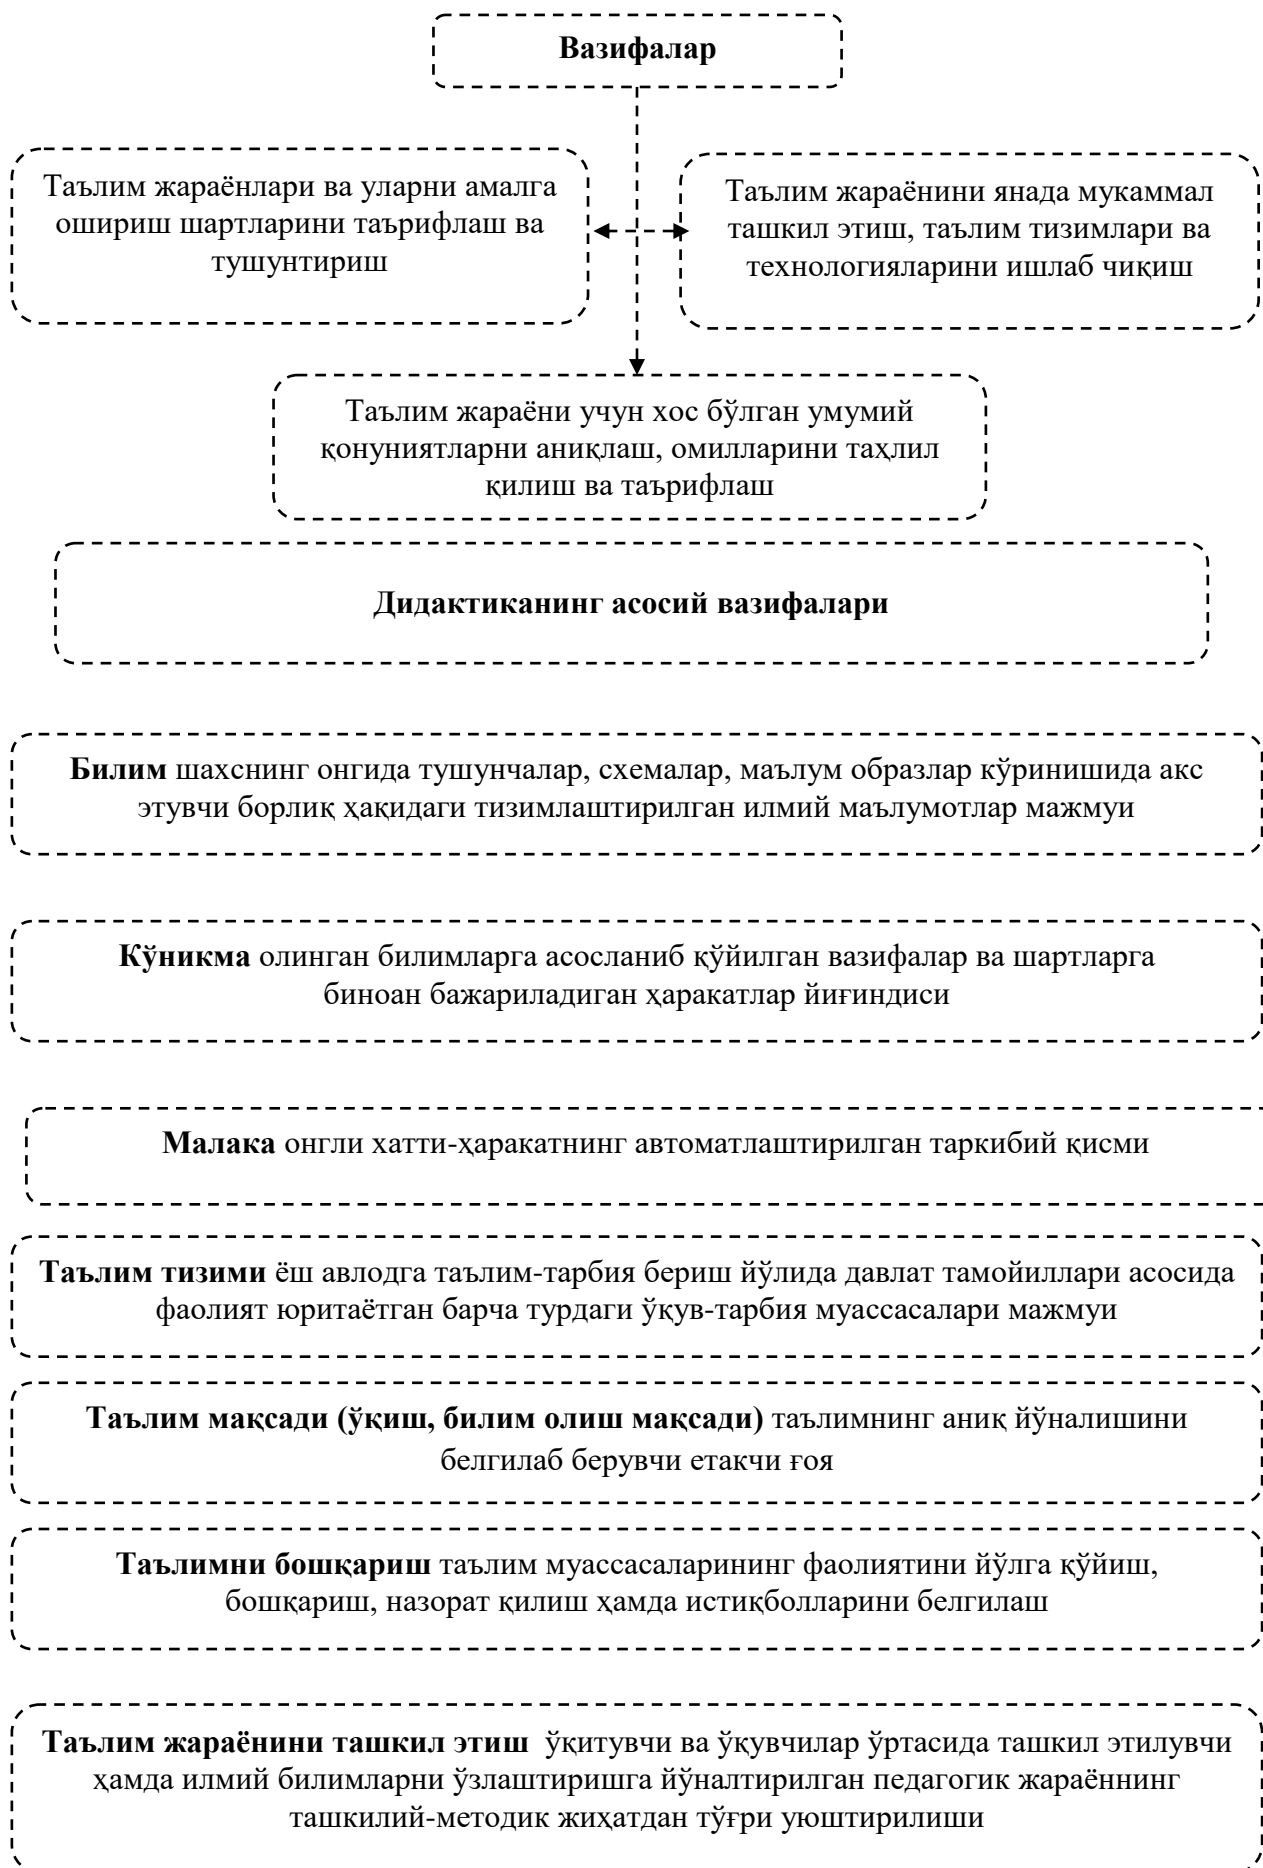 Вазифалар
Таълим жараёнлари ва уларни амалга
ошириш шартларини таърифлаш ва
тушунтириш
Таълим жараёнини янада мукаммал
ташкил этиш, таълим тизимлари ва
технологияларини ишлаб чиқиш
Таълим жараёни учун хос бўлган умумий
қонуниятларни аниқлаш, омилларини таҳлил
қилиш ва таърифлаш
Дидактиканинг асосий вазифалари
Билим шахснинг онгида тушунчалар, схемалар, маълум образлар кўринишида акс
этувчи борлиқ ҳақидаги тизимлаштирилган илмий маълумотлар мажмуи
Кўникма олинган билимларга асосланиб қўйилган вазифалар ва шартларга
биноан бажариладиган ҳаракатлар йиғиндиси
Малака онгли хатти-ҳаракатнинг автоматлаштирилган таркибий қисми
Таълим тизими ёш авлодга таълим-тарбия бериш йўлида давлат тамойиллари асосида
фаолият юритаётган барча турдаги ўқув-тарбия муассасалари мажмуи
Таълим мақсади (ўқиш, билим олиш мақсади) таълимнинг аниқ йўналишини
белгилаб берувчи етакчи ғоя
Таълимни бошқариш таълим муассасаларининг фаолиятини йўлга қўйиш,
бошқариш, назорат қилиш ҳамда истиқболларини белгилаш
Таълим жараёнини ташкил этиш ўқитувчи ва ўқувчилар ўртасида ташкил этилувчи
ҳамда илмий билимларни ўзлаштиришга йўналтирилган педагогик жараённинг
ташкилий-методик жиҳатдан тўғри уюштирилиши